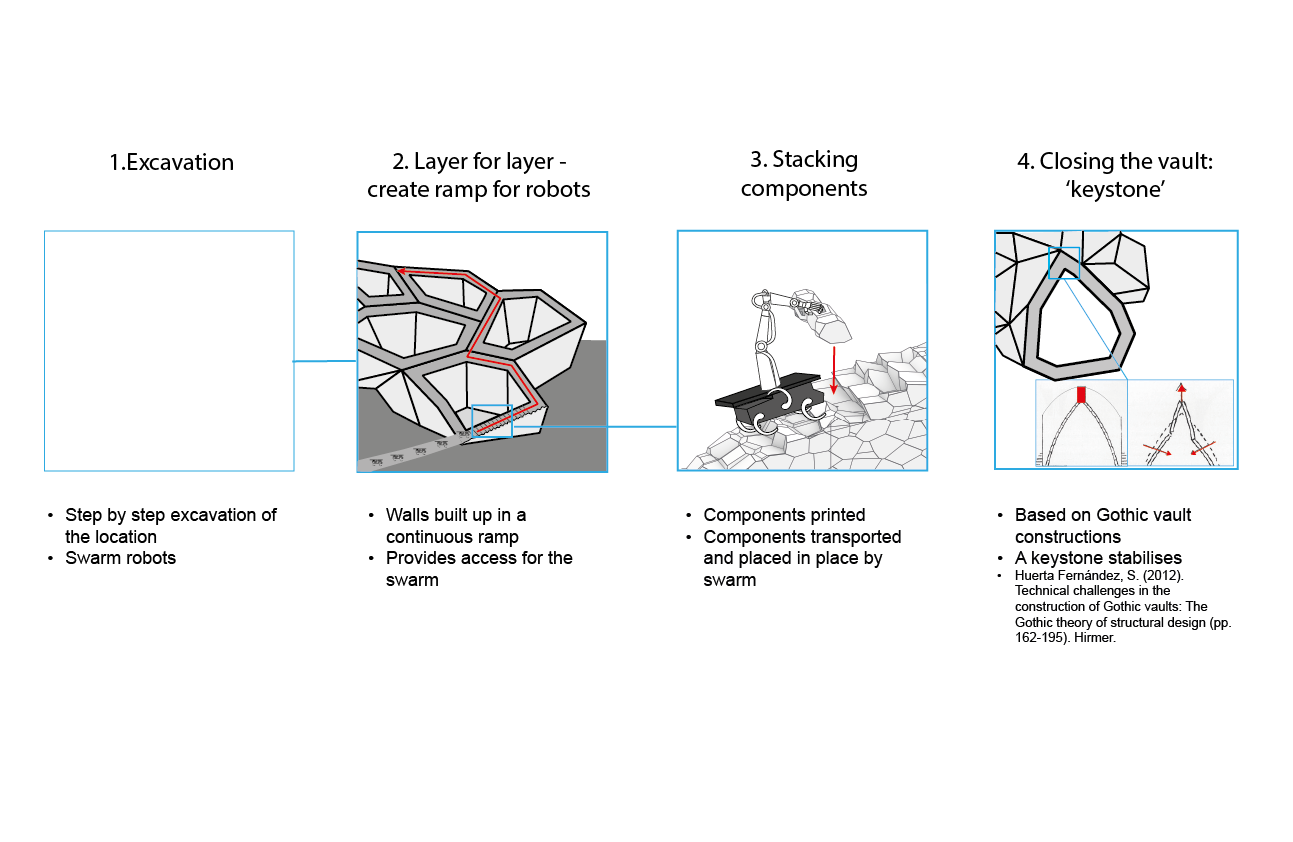 1.Excavation
2. Layer for layer -
create ramp for robots
3. Stacking
components
4. Closing the vault:
‘keystone’
• Step by step excavation of
the location
• Swarm robots
• Walls built up in a
continuous ramp
• Provides access for the
swarm
• Components printed
• Components transported
and placed in place by
swarm
• Based on Gothic vault
constructions
• A keystone stabilises
• Huerta Fernández, S. (2012).
Technical challenges in the
construction of Gothic vaults: The
Gothic theory of structural design (pp.
162-195). Hirmer.